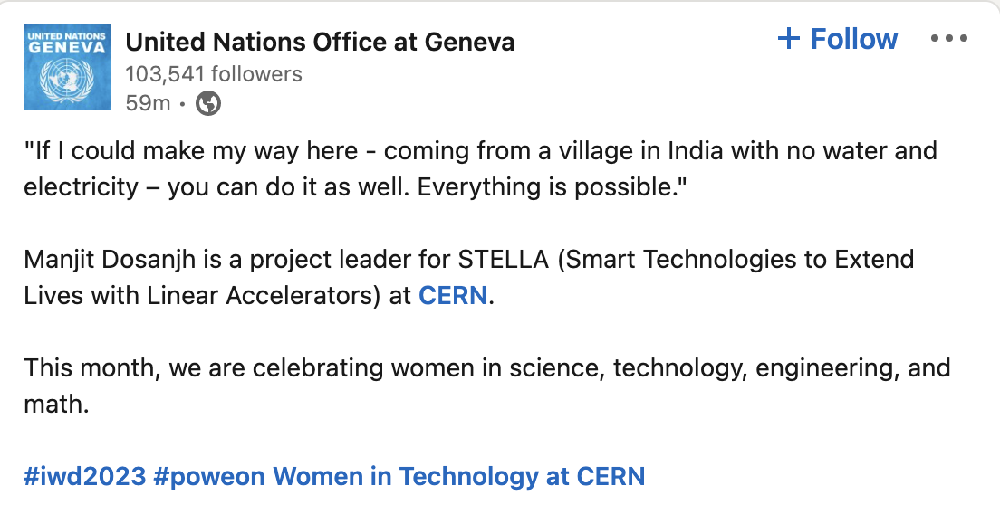 UNITED NATIONS
GENEVA
United Nations Office at Geneva
+ Follow
103,541 followers
59m •
"If I could make my way here - coming from a village in India with no water and
electricity – you can do it as well. Everything is possible."
Manjit Dosanjh is a project leader for STELLA (Smart Technologies to Extend
Lives with Linear Accelerators) at CERN.
This month, we are celebrating women in science, technology, engineering, and
math.
#iwd2023 #poweon Women in Technology at CERN